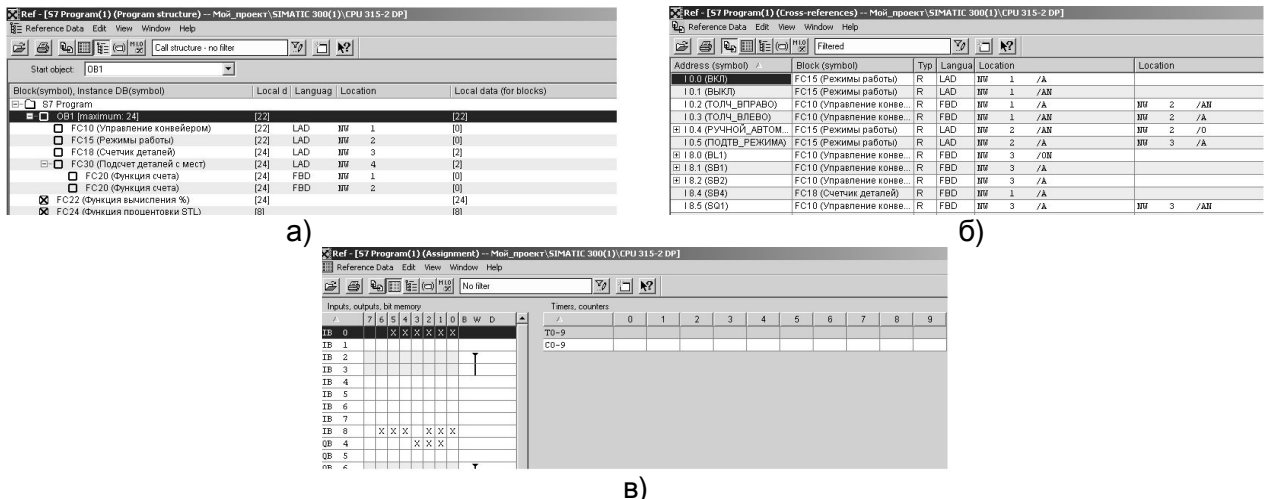 Ref - [S7 Program(1) (Program structure) -- Мой_проект\SIMATIC 300(1)\CPU 315-2 DP]
Reference Data Edit View Window Help
Call structure - no filter
Start object: OB1
Block(symbol), Instance DB(symbol) Local d Languag Location Local data (for blocks)
S7 Program
OB1 [maximum: 24] [22] [22]
FC10 (Управление конвейером) [22] LAD NW 1 [0]
FC15 (Режимы работы) [22] LAD NW 2 [0]
FC18 (Счетчик деталей) [24] LAD NW 3 [2]
FC30 (Подсчет деталей с мест) [24] LAD NW 4 [2]
FC20 (Функция счета) [24] FBD NW 1 [0]
FC20 (Функция счета) [24] FBD NW 2 [0]
FC22 (Функция вычисления %) [24] [24]
FC24 (Функция процентовки STL) [8] [8]
а)
Ref - [S7 Program(1) (Cross-references) -- Мой_проект\SIMATIC 300(1)\CPU 315-2 DP]
Reference Data Edit View Window Help
Filtered
Address (symbol) Block (symbol) Typ Langua Location Location
I 0.0 (ВКЛ) FC15 (Режимы работы) R LAD NW 1 /A
I 0.1 (ВЫКЛ) FC15 (Режимы работы) R LAD NW 1 /AN
I 0.2 (ТОЛЧ_ВПРАВО) FC10 (Управление конве... R FBD NW 1 /A NW 2 /AN
I 0.3 (ТОЛЧ_ВЛЕВО) FC10 (Управление конве... R FBD NW 1 /AN NW 2 /A
I 0.4 (РУЧНОЙ_АВТОМ... FC15 (Режимы работы) R LAD NW 2 /AN NW 2 /O
I 0.5 (ПОДТВ_РЕЖИМА) FC15 (Режимы работы) R LAD NW 2 /A NW 3 /A
I 8.0 (BL1) FC10 (Управление конве... R FBD NW 3 /ON
I 8.1 (SB1) FC10 (Управление конве... R FBD NW 3 /A
I 8.2 (SB2) FC10 (Управление конве... R FBD NW 3 /A
I 8.4 (SB4) FC18 (Счетчик деталей) R FBD NW 1 /A
I 8.5 (SQ1) FC10 (Управление конве... R FBD NW 3 /AN NW 3 /AN
б)
Ref - [S7 Program(1) (Assignment) -- Мой_проект\SIMATIC 300(1)\CPU 315-2 DP]
Reference Data Edit View Window Help
No filter
Inputs, outputs, bit memory Timers, counters
7 6 5 4 3 2 1 0 B W D 0 1 2 3 4 5 6 7 8 9
IB 0 X X X X X X T0-9
IB 1 C0-9
IB 2
IB 3
IB 4
IB 5
IB 6
IB 7
IB 8 X X X X X X
QB 4 X X X
QB 5
QB 6
в)